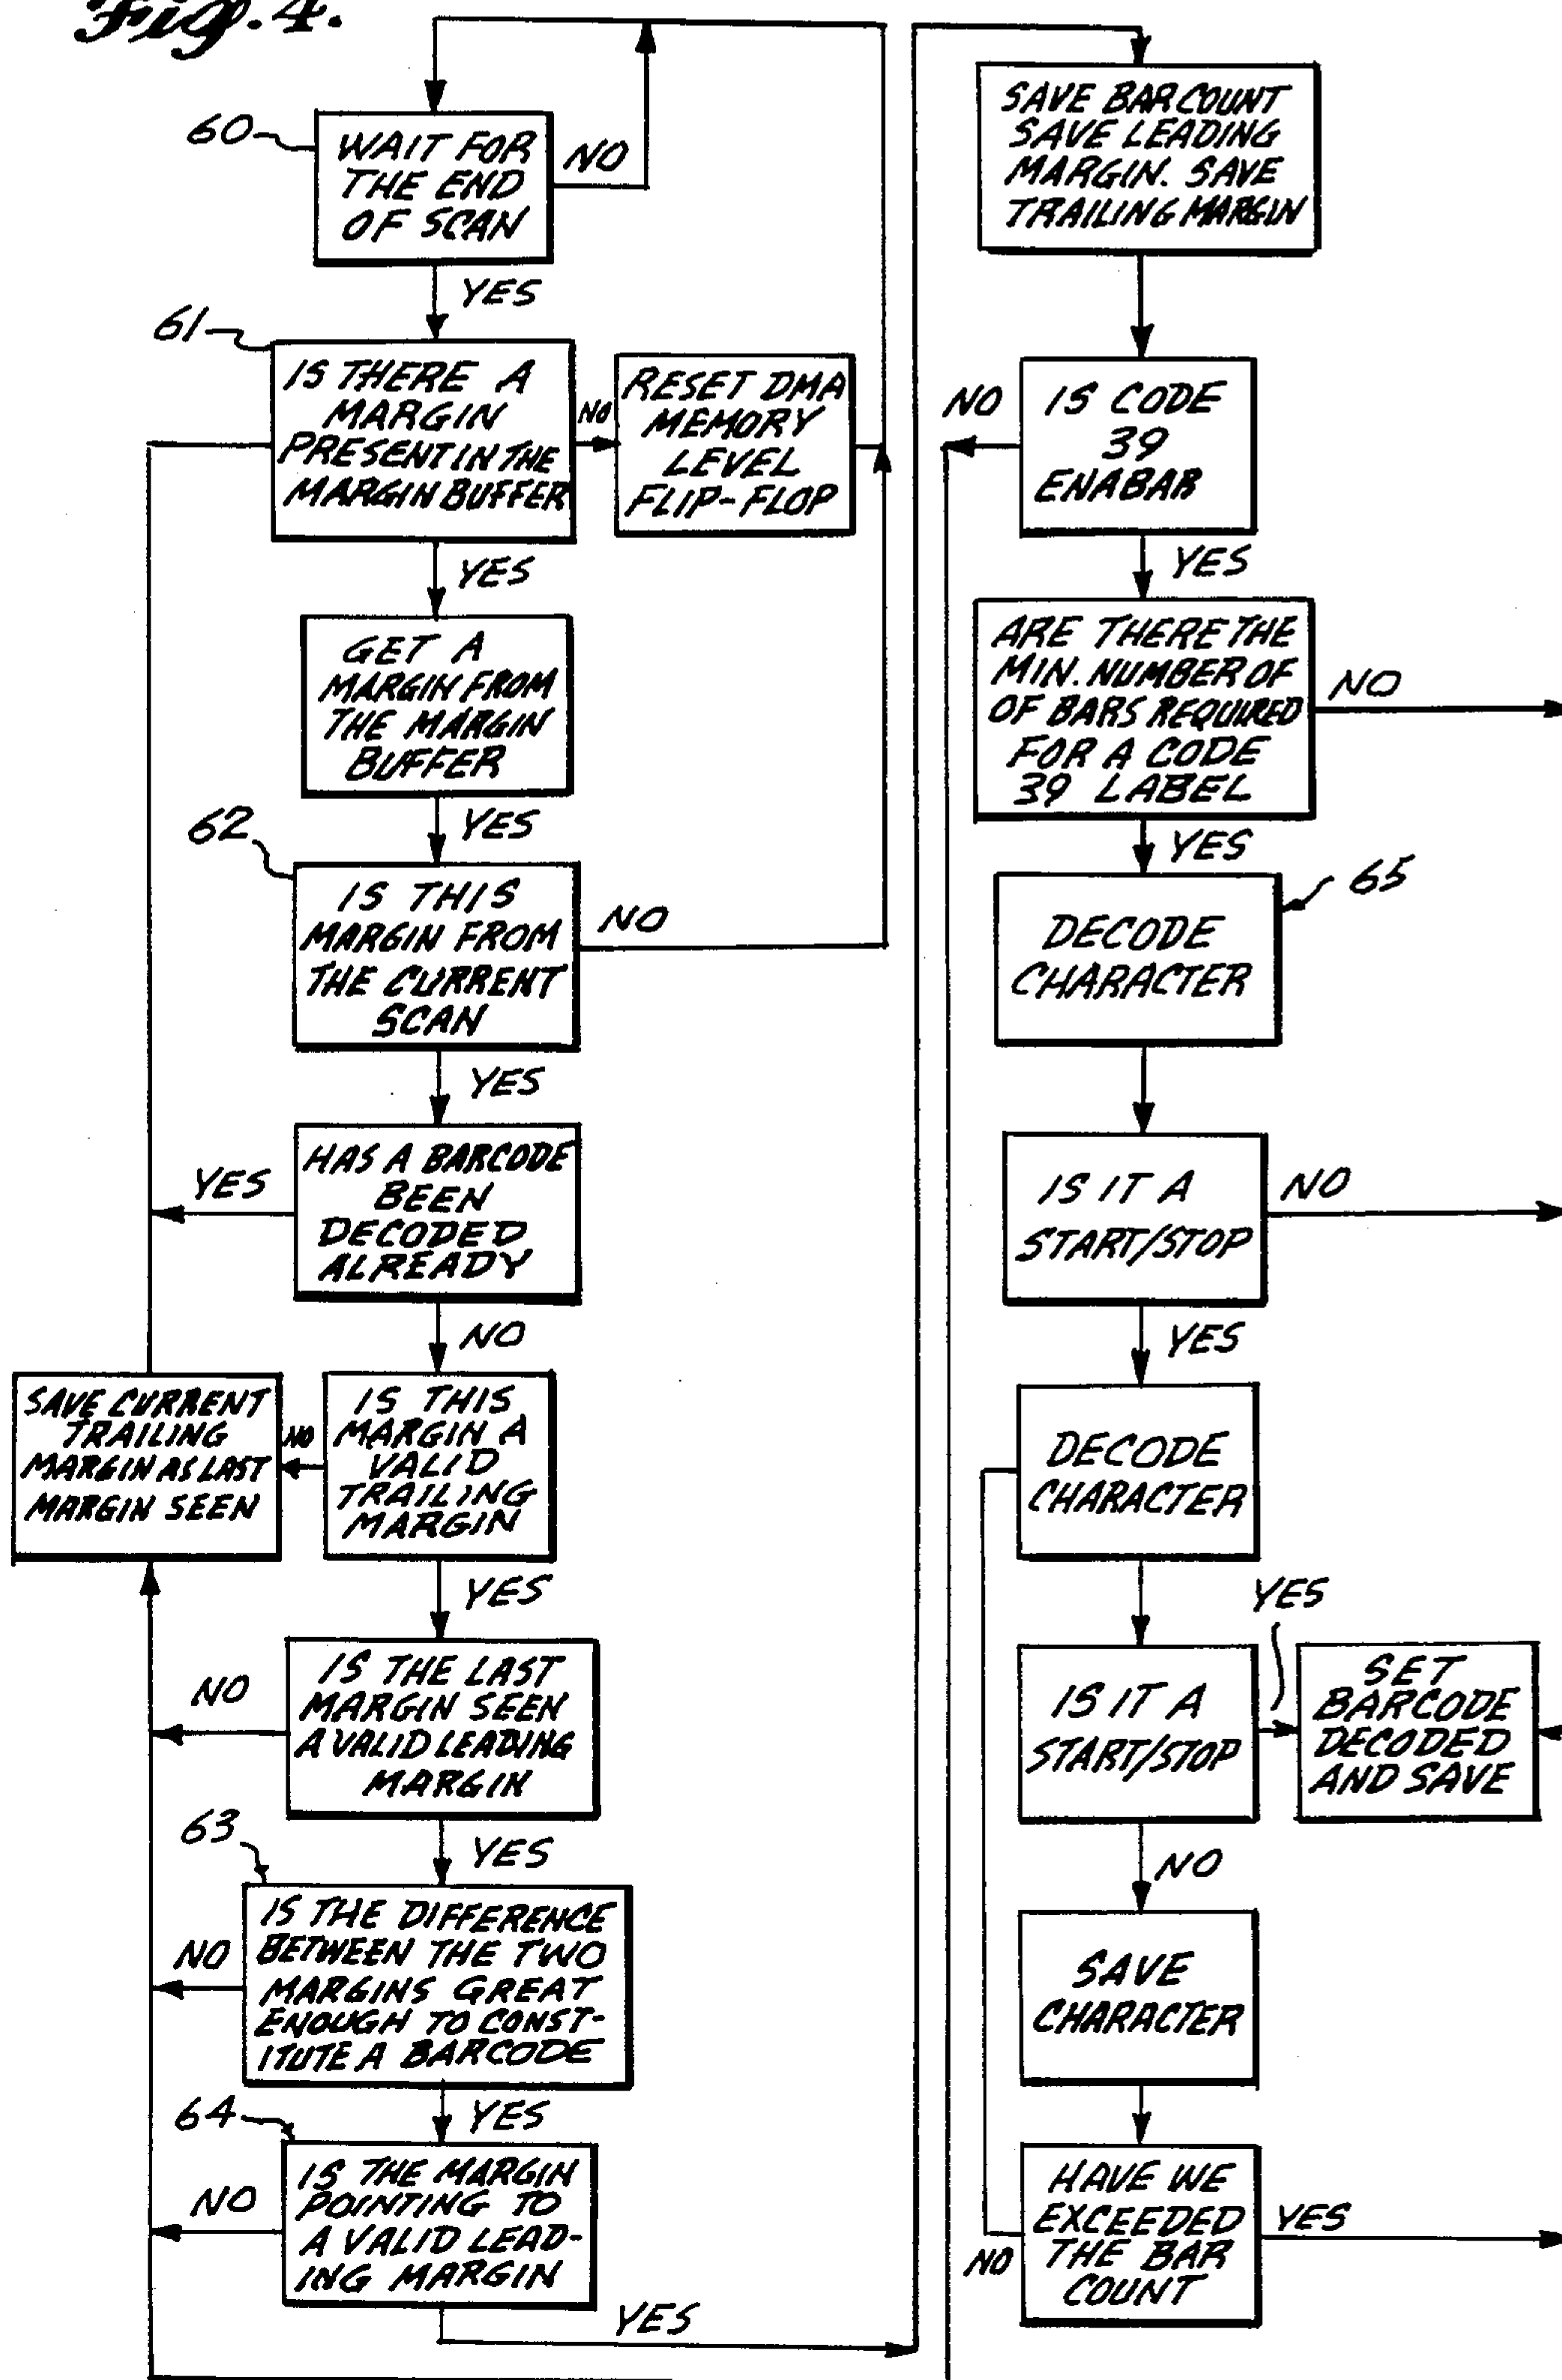 Fig. 4.
60
WAIT FOR
THE END
OF SCAN
NO
YES
61
IS THERE A
MARGIN
PRESENT IN THE
MARGIN BUFFER
NO
RESET DMA
MEMORY
LEVEL
FLIP-FLOP
YES
GET A
MARGIN FROM
THE MARGIN
BUFFER
YES
62
IS THIS
MARGIN FROM
THE CURRENT
SCAN
NO
YES
HAS A BARCODE
BEEN
DECODED
ALREADY
YES
NO
IS THIS
MARGIN A
VALID
TRAILING
MARGIN
NO
SAVE CURRENT
TRAILING
MARGIN AS LAST
MARGIN SEEN
YES
IS THE LAST
MARGIN SEEN
A VALID LEADING
MARGIN
NO
YES
63
IS THE DIFFERENCE
BETWEEN THE TWO
MARGINS GREAT
ENOUGH TO CONST-
ITUTE A BARCODE
NO
YES
64
IS THE MARGIN
POINTING TO
A VALID LEAD-
ING MARGIN
NO
YES
SAVE BAR COUNT
SAVE LEADING
MARGIN. SAVE
TRAILING MARGIN
IS CODE
39
ENABAR
NO
YES
ARE THERE THE
MIN. NUMBER OF
OF BARS REQUIRED
FOR A CODE
39 LABEL
NO
YES
65
DECODE
CHARACTER
IS IT A
START/STOP
NO
YES
DECODE
CHARACTER
IS IT A
START/STOP
YES
SET
BARCODE
DECODED
AND SAVE
NO
SAVE
CHARACTER
HAVE WE
EXCEEDED
THE BAR
COUNT
NO
YES